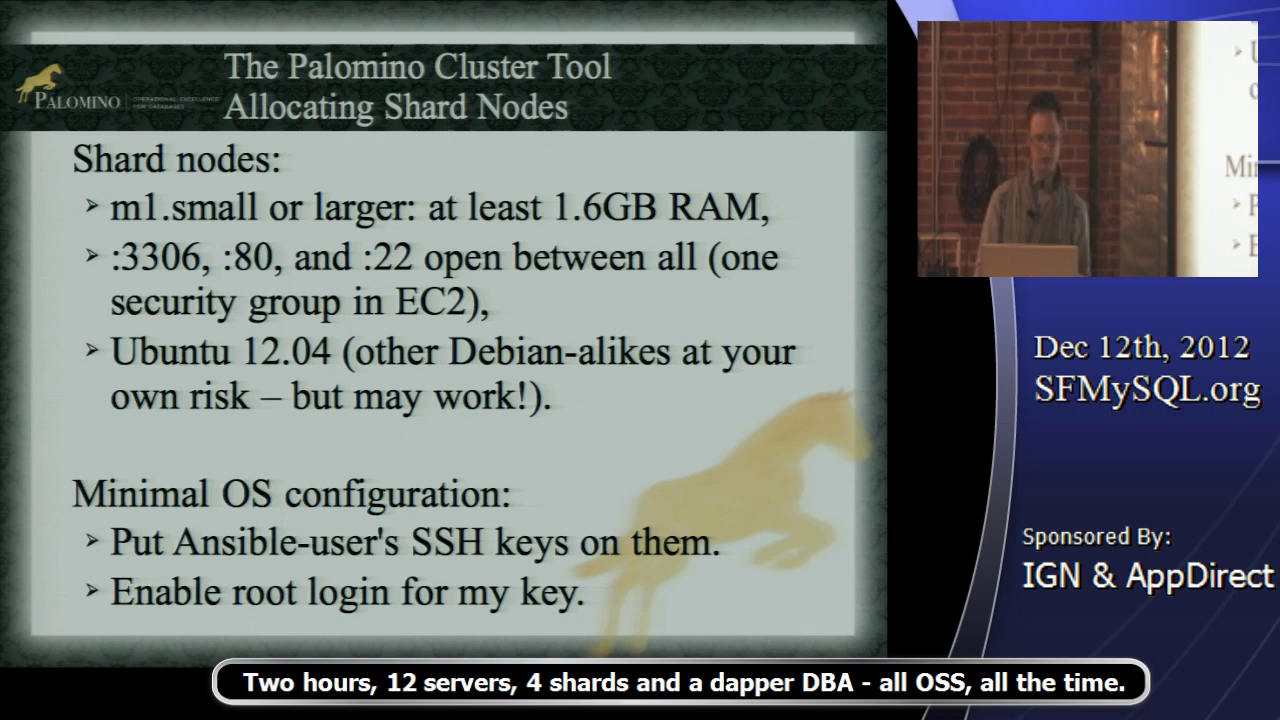 The Palomino Cluster Tool
Allocating Shard Nodes
PALOMINO
OPERATIONAL EXCELLENCE
FOR DATABASES
Shard nodes:
m1.small or larger: at least 1.6GB RAM,
:3306, :80, and :22 open between all (one
security group in EC2),
Ubuntu 12.04 (other Debian-alikes at your
own risk – but may work!).
Minimal OS configuration:
Put Ansible-user's SSH keys on them.
Enable root login for my key.
Dec 12th, 2012
SFMySQL.org
Sponsored By:
IGN & AppDirect
Two hours, 12 servers, 4 shards and a dapper DBA - all OSS, all the time.